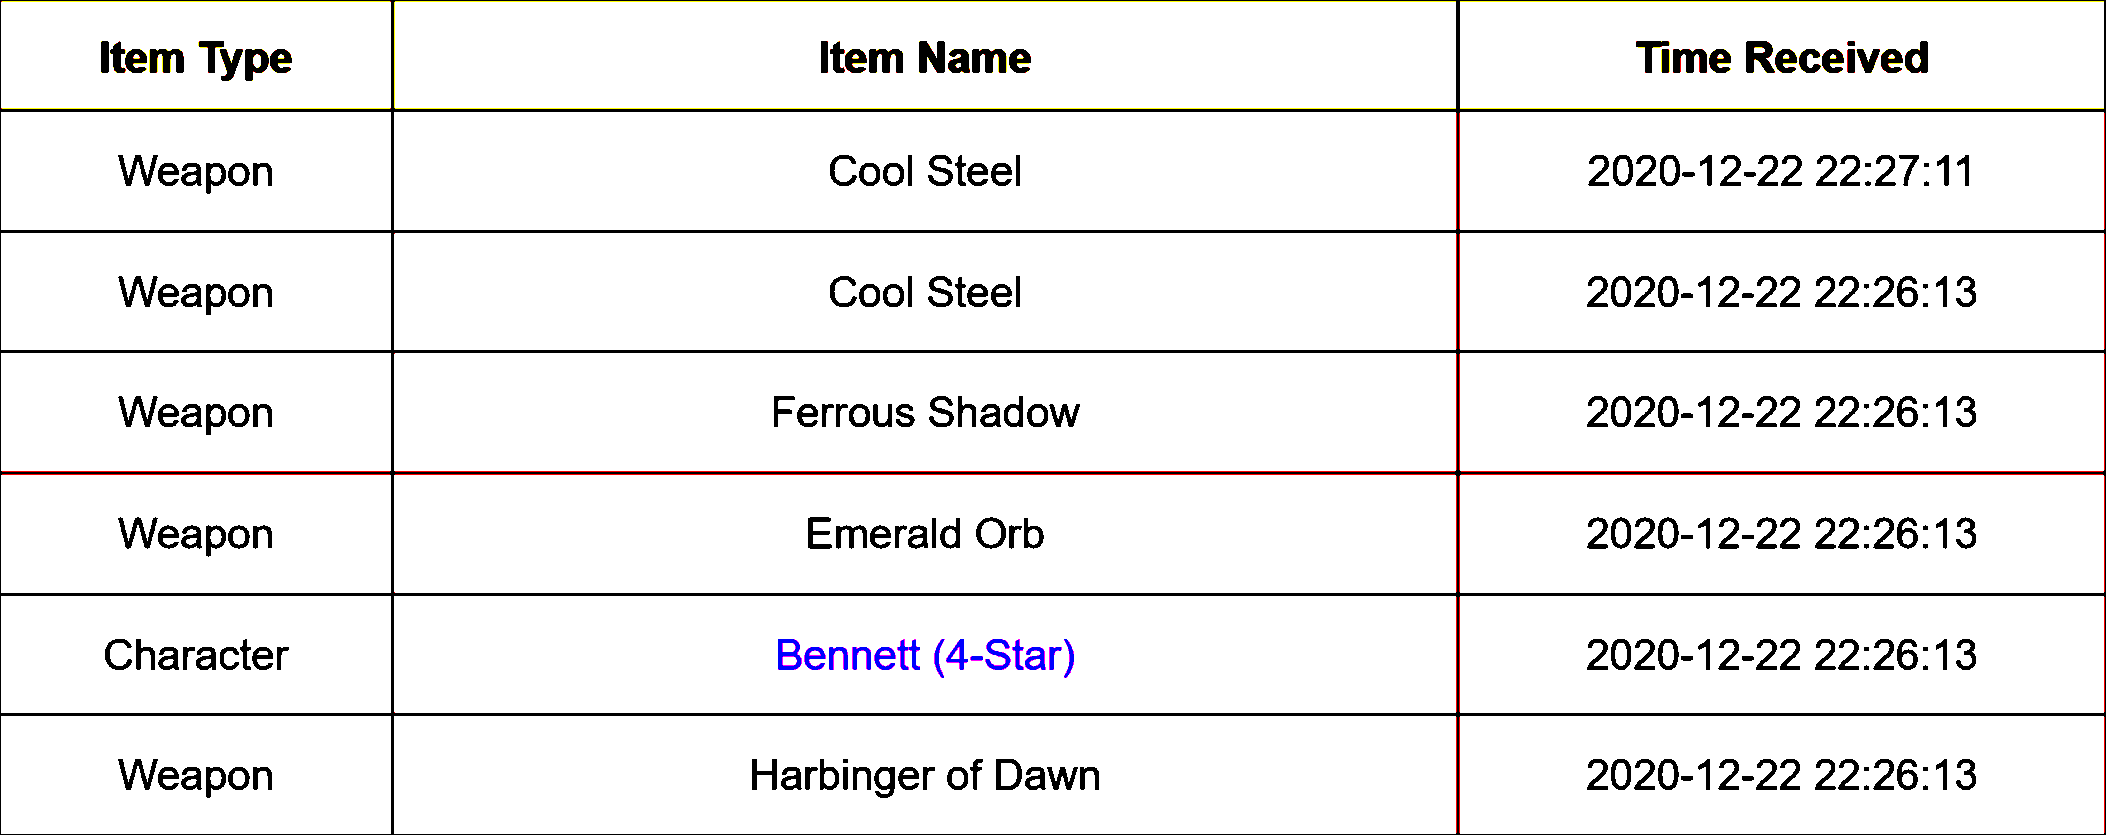 Item Type Item Name Time Received
Weapon Cool Steel 2020-12-22 22:27:11
Weapon Cool Steel 2020-12-22 22:26:13
Weapon Ferrous Shadow 2020-12-22 22:26:13
Weapon Emerald Orb 2020-12-22 22:26:13
Character Bennett (4-Star) 2020-12-22 22:26:13
Weapon Harbinger of Dawn 2020-12-22 22:26:13